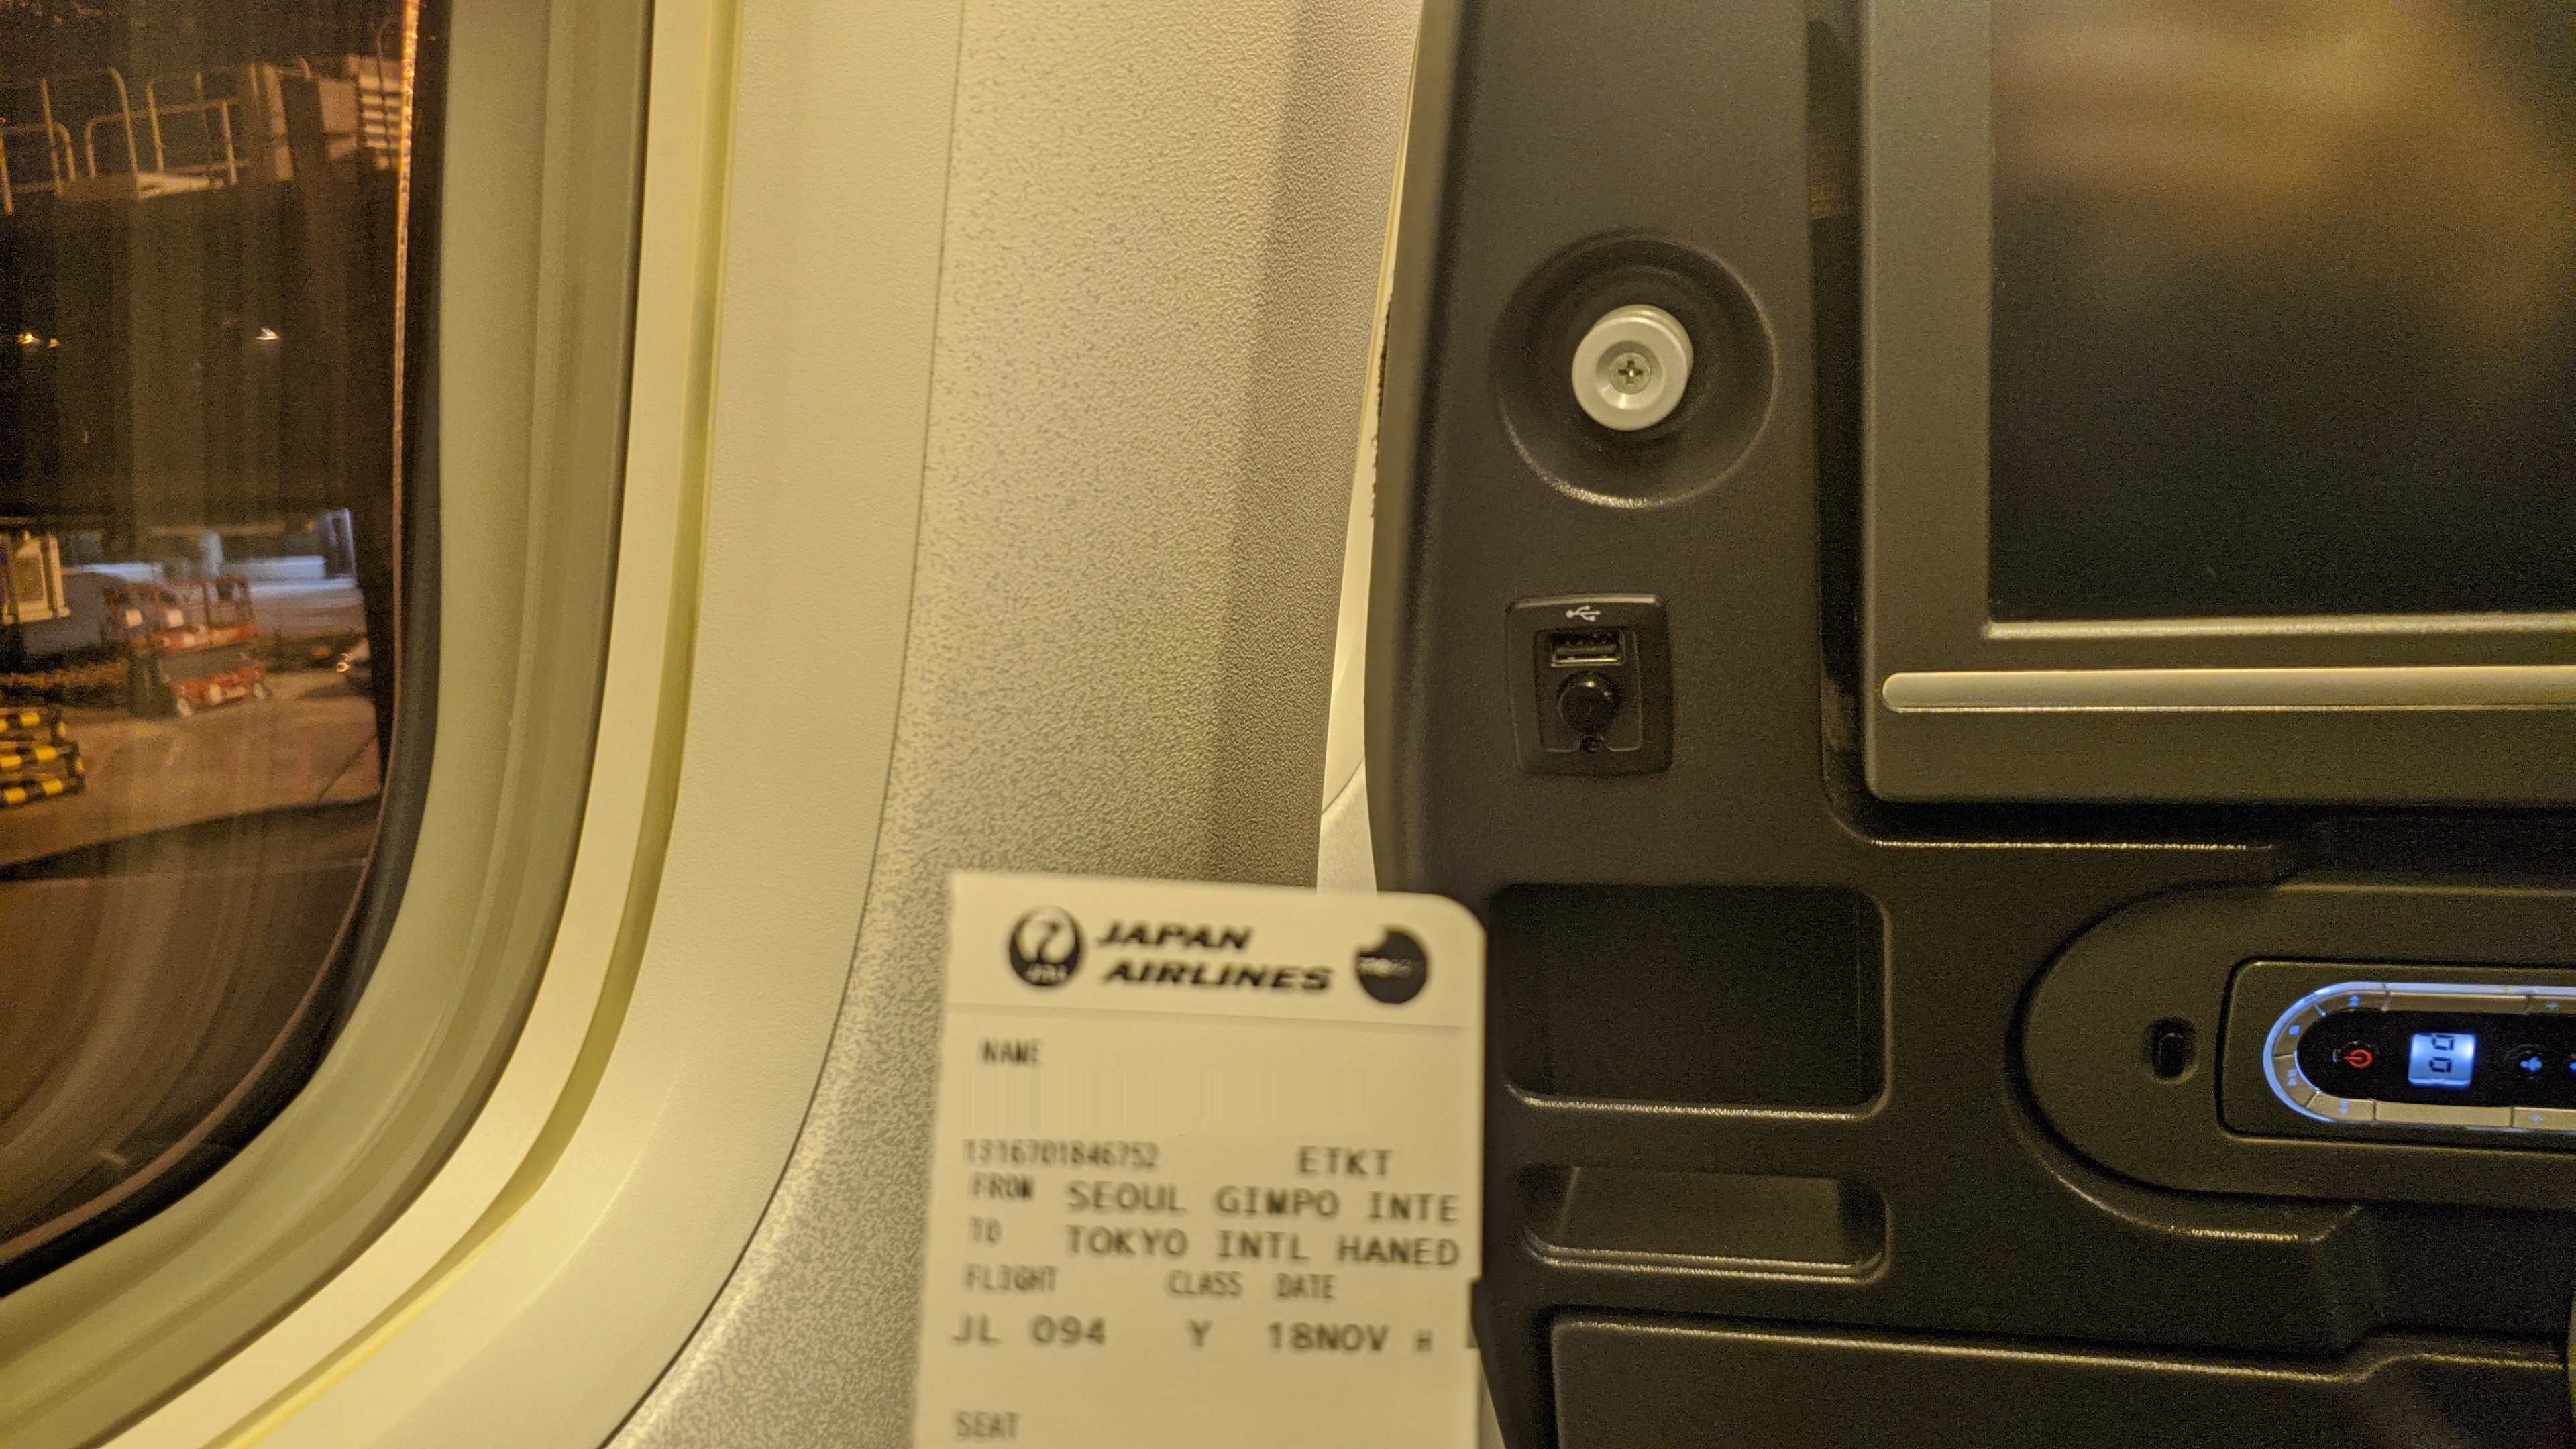 JAPAN
AIRLINES
NAME
1316701846752 ETKT
FROM SEOUL GIMPO INTE
TO TOKYO INTL HANED
FLIGHT CLASS DATE
JL 094 Y 18NOV H
SEAT